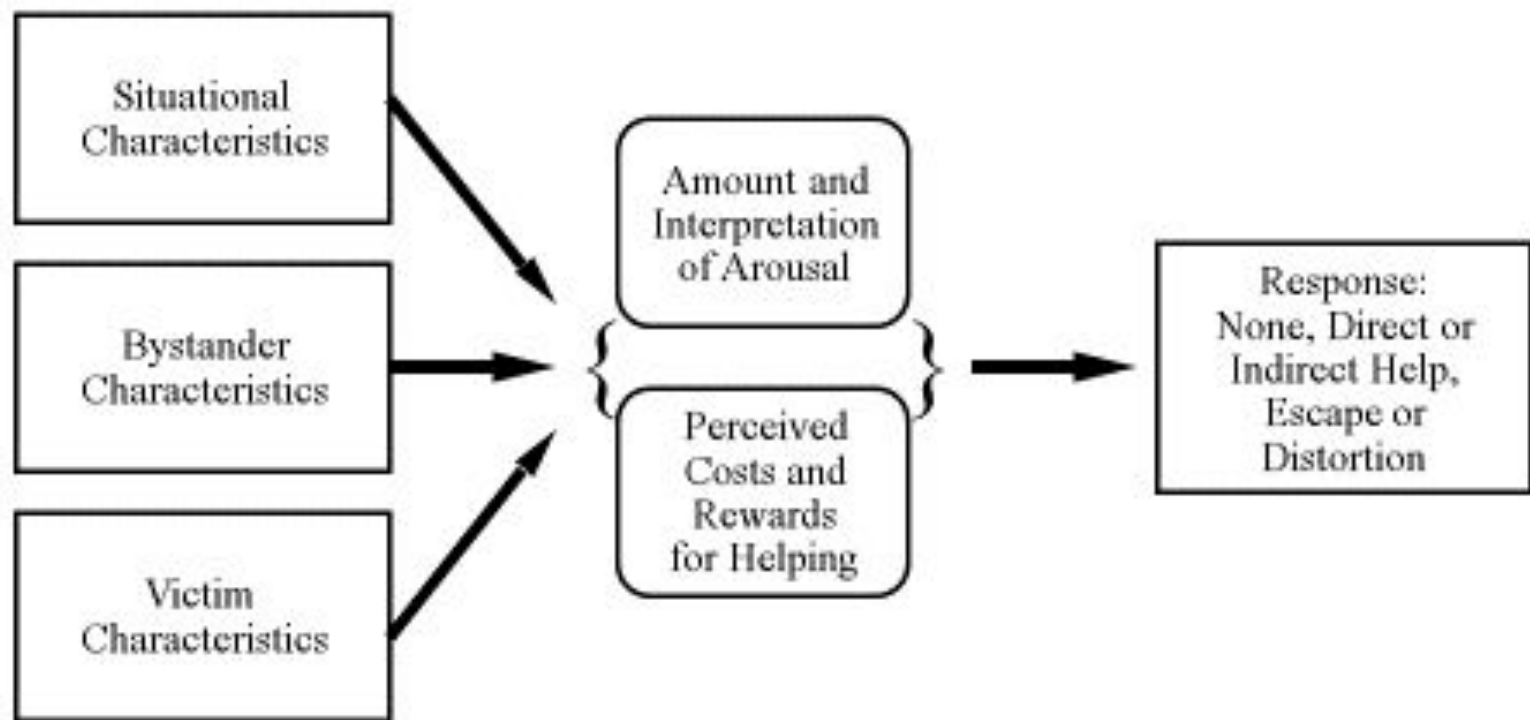 Situational
Characteristics
Bystander
Characteristics
Victim
Characteristics
Amount and
Interpretation
of Arousal
Perceived
Costs and
Rewards
for Helping
Response:
None, Direct or
Indirect Help,
Escape or
Distortion